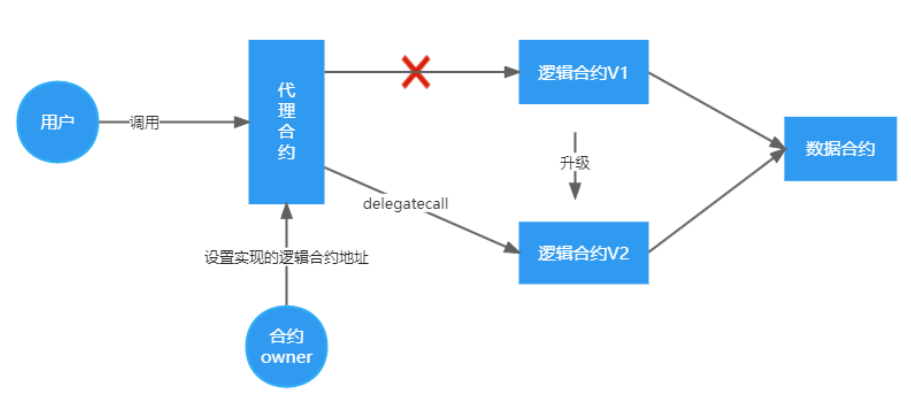 用户
调用
代
理
合
约
逻辑合约V1
升级
数据合约
delegatecall
逻辑合约V2
设置实现的逻辑合约地址
合约
owner